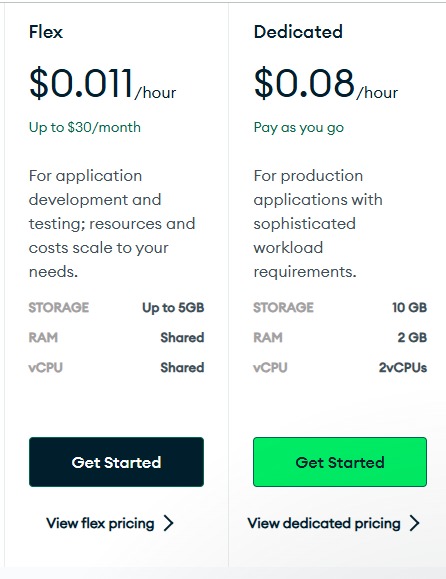 Flex
$0.011/hour
Up to $30/month
For application
development and
testing; resources and
costs scale to your
needs.
STORAGE Up to 5GB
RAM Shared
vCPU Shared
Get Started
View flex pricing
Dedicated
$0.08/hour
Pay as you go
For production
applications with
sophisticated
workload
requirements.
STORAGE 10 GB
RAM 2 GB
vCPU 2vCPUs
Get Started
View dedicated pricing